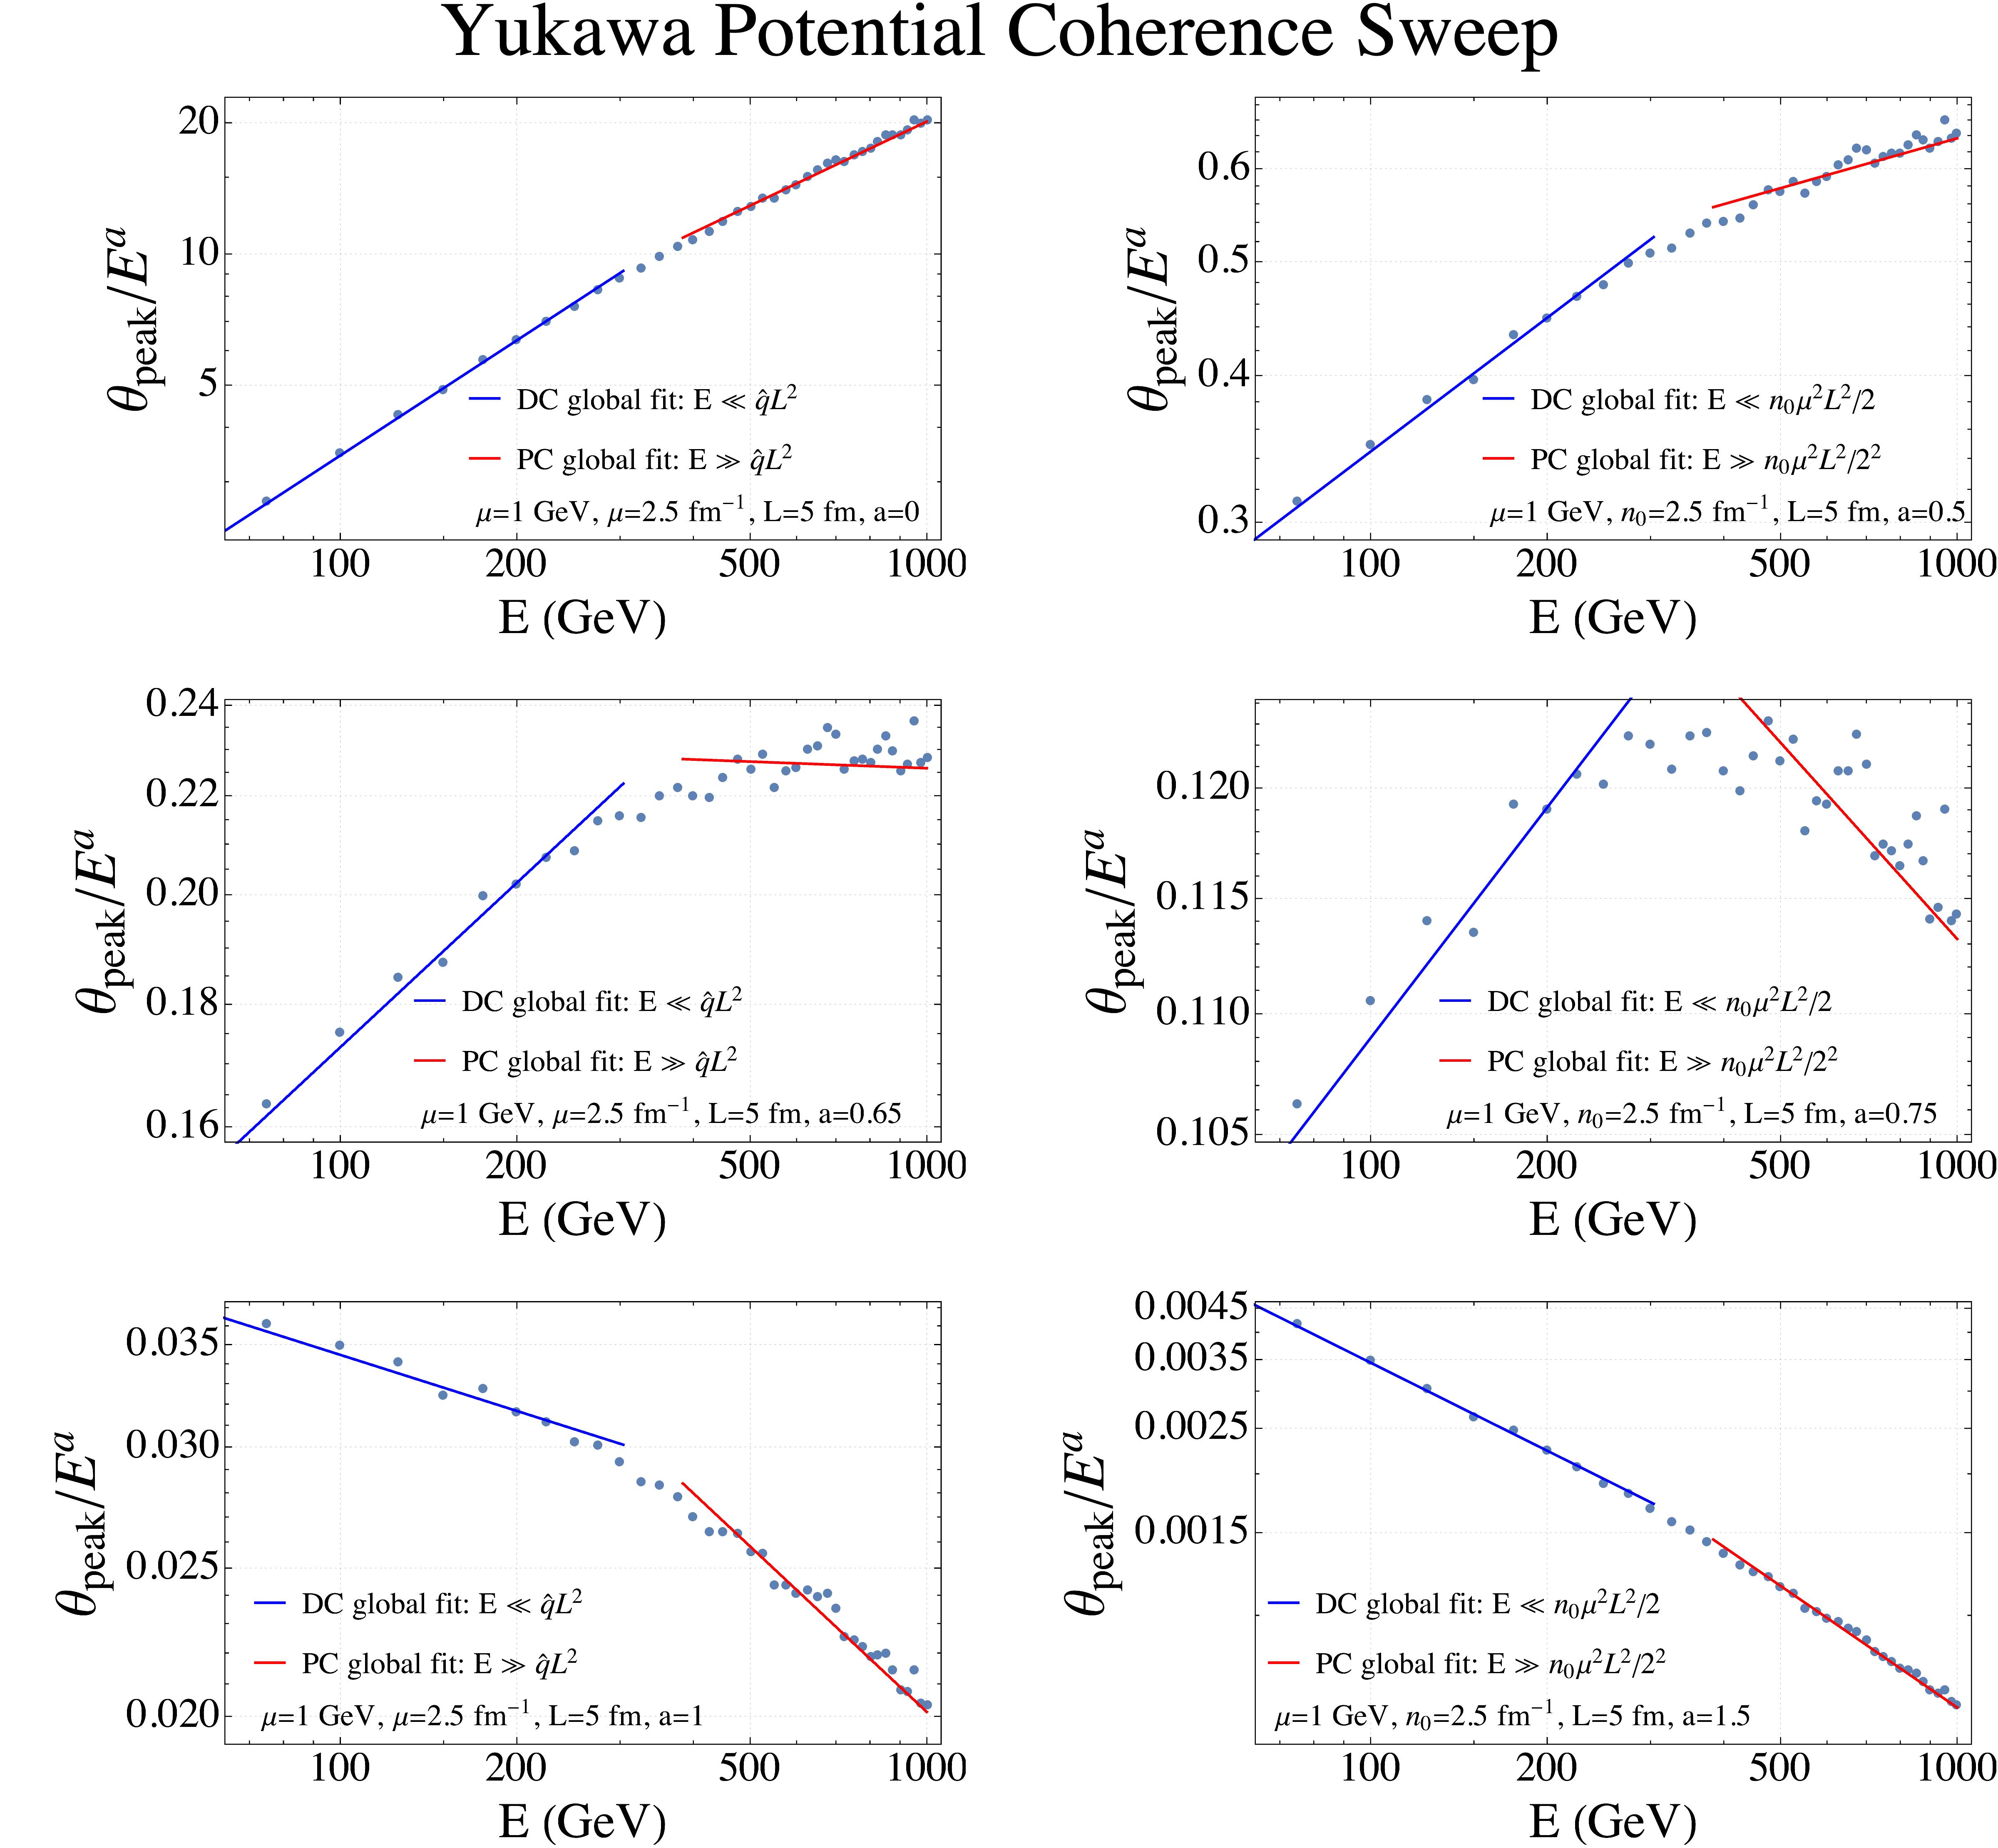 Yukawa Potential Coherence Sweep
θpeak/E^a
20
10
5
DC global fit: E ≪ q̂L²
PC global fit: E ≫ q̂L²
μ=1 GeV, μ=2.5 fm⁻¹, L=5 fm, a=0
100 200 500 1000
E (GeV)
θpeak/E^a
0.6
0.5
0.4
0.3
DC global fit: E ≪ n₀μ²L²/2
PC global fit: E ≫ n₀μ²L²/2²
μ=1 GeV, n₀=2.5 fm⁻¹, L=5 fm, a=0.5
100 200 500 1000
E (GeV)
θpeak/E^a
0.24
0.22
0.20
0.18
0.16
DC global fit: E ≪ q̂L²
PC global fit: E ≫ q̂L²
μ=1 GeV, μ=2.5 fm⁻¹, L=5 fm, a=0.65
100 200 500 1000
E (GeV)
θpeak/E^a
0.120
0.115
0.110
0.105
DC global fit: E ≪ n₀μ²L²/2
PC global fit: E ≫ n₀μ²L²/2²
μ=1 GeV, n₀=2.5 fm⁻¹, L=5 fm, a=0.75
100 200 500 1000
E (GeV)
θpeak/E^a
0.035
0.030
0.025
0.020
DC global fit: E ≪ q̂L²
PC global fit: E ≫ q̂L²
μ=1 GeV, μ=2.5 fm⁻¹, L=5 fm, a=1
100 200 500 1000
E (GeV)
θpeak/E^a
0.0045
0.0035
0.0025
0.0015
DC global fit: E ≪ n₀μ²L²/2
PC global fit: E ≫ n₀μ²L²/2²
μ=1 GeV, n₀=2.5 fm⁻¹, L=5 fm, a=1.5
100 200 500 1000
E (GeV)